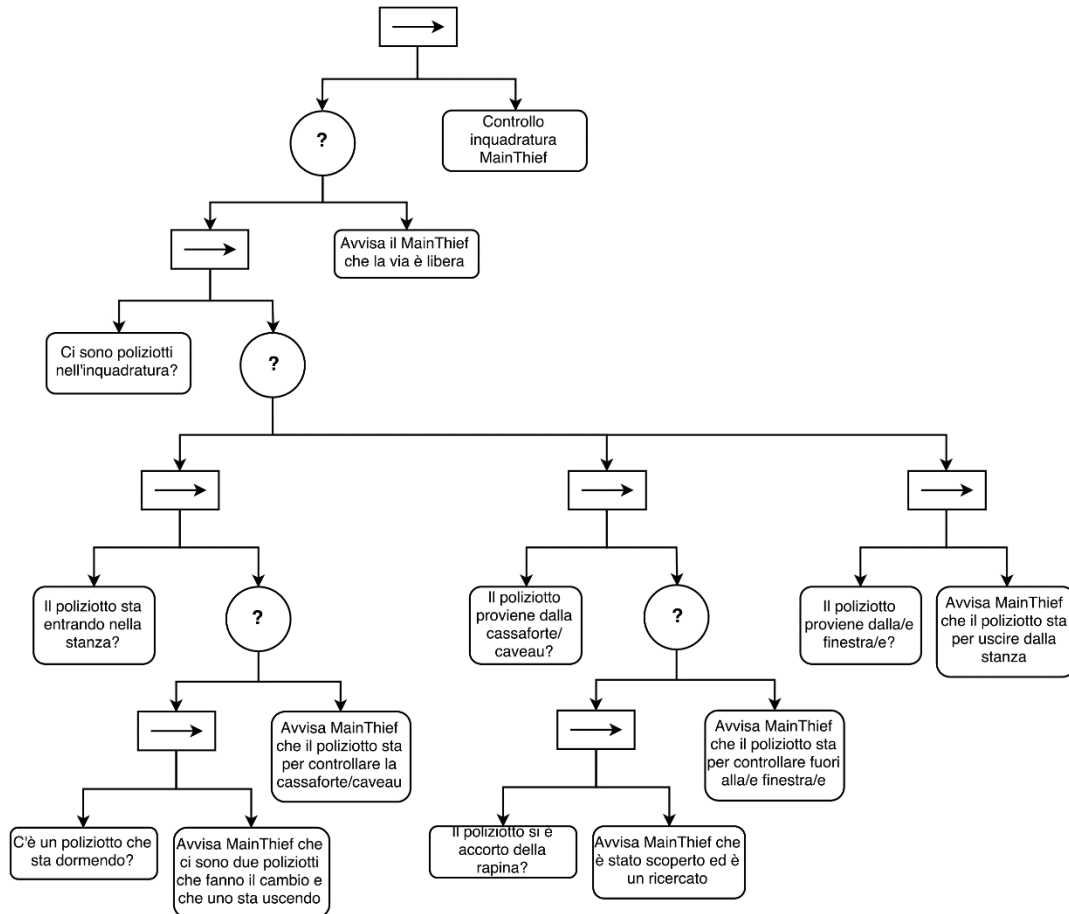 Controllo
inquadratura
MainThief
?
Avvisa il MainThief
che la via è libera
Ci sono poliziotti
nell'inquadratura?
?
Il poliziotto sta
entrando nella
stanza?
?
Il poliziotto
proviene dalla
cassaforte/
caveau?
?
Il poliziotto
proviene dalla/e
finestra/e?
Avvisa MainThief
che il poliziotto sta
per uscire dalla
stanza
Avvisa MainThief
che il poliziotto sta
per controllare la
cassaforte/caveau
Avvisa MainThief
che il poliziotto sta
per controllare fuori
alla/e finestra/e
C'è un poliziotto che
sta dormendo?
Avvisa MainThief che
ci sono due poliziotti
che fanno il cambio e
che uno sta uscendo
Il poliziotto si è
accorto della
rapina?
Avvisa MainThief che
è stato scoperto ed è
un ricercato